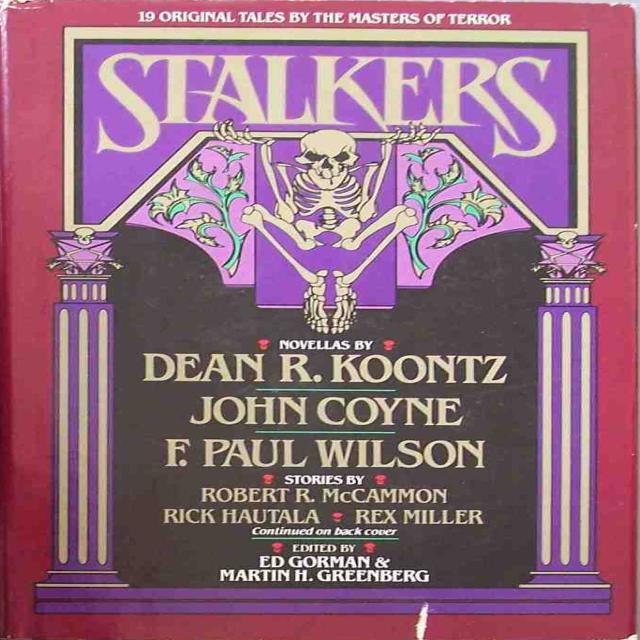 19 ORIGINAL TALES BY THE MASTERS OF TERROR
STALKERS
NOVELLAS BY
DEAN R. KOONTZ
JOHN COYNE
F. PAUL WILSON
STORIES BY
ROBERT R. McCAMMON
RICK HAUTALA • REX MILLER
Continued on back cover
EDITED BY
ED GORMAN &
MARTIN H. GREENBERG